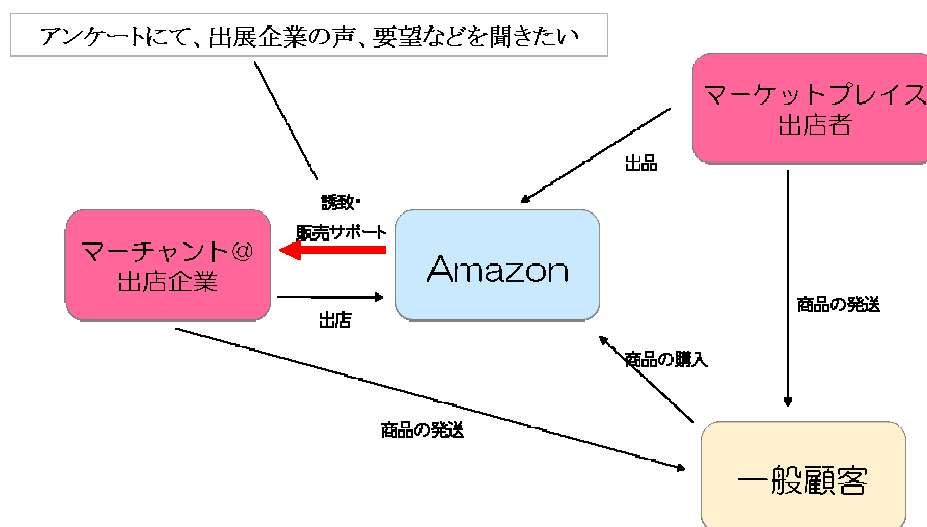 アンケートにて、出展企業の声、要望などを聞きたい
マーケットプレイス
出店者
出品
誘致・
販売サポート
マーチャント@
出店企業
Amazon
出店
商品の発送
商品の購入
商品の発送
一般顧客